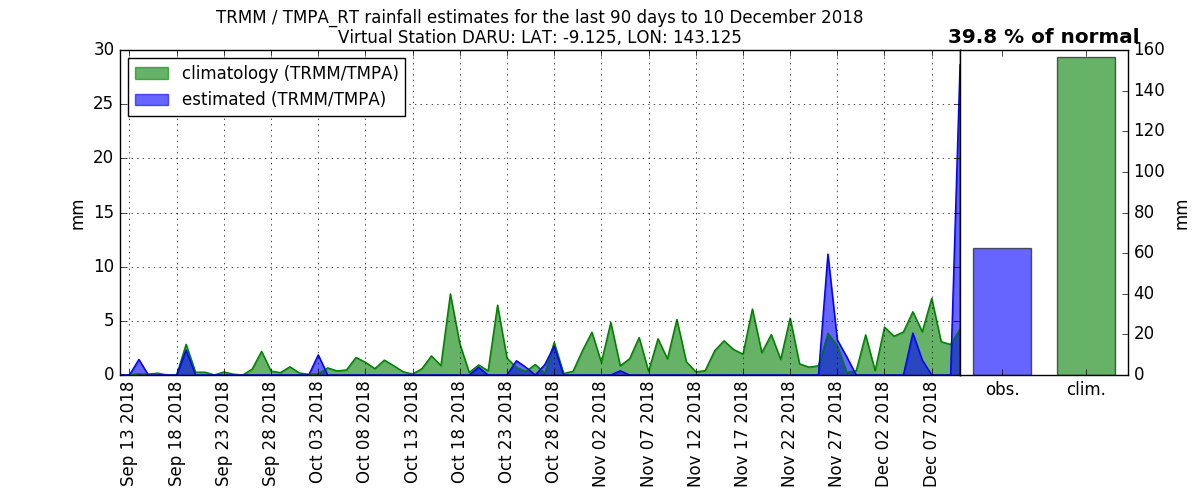 TRMM / TMPA_RT rainfall estimates for the last 90 days to 10 December 2018
Virtual Station DARU: LAT: -9.125, LON: 143.125
39.8 % of normal
climatology (TRMM/TMPA)
estimated (TRMM/TMPA)
30
25
20
15
10
5
0
mm
160
140
120
100
80
60
40
20
0
mm
Sep 13 2018
Sep 18 2018
Sep 23 2018
Sep 28 2018
Oct 03 2018
Oct 08 2018
Oct 13 2018
Oct 18 2018
Oct 23 2018
Oct 28 2018
Nov 02 2018
Nov 07 2018
Nov 12 2018
Nov 17 2018
Nov 22 2018
Nov 27 2018
Dec 02 2018
Dec 07 2018
obs.
clim.